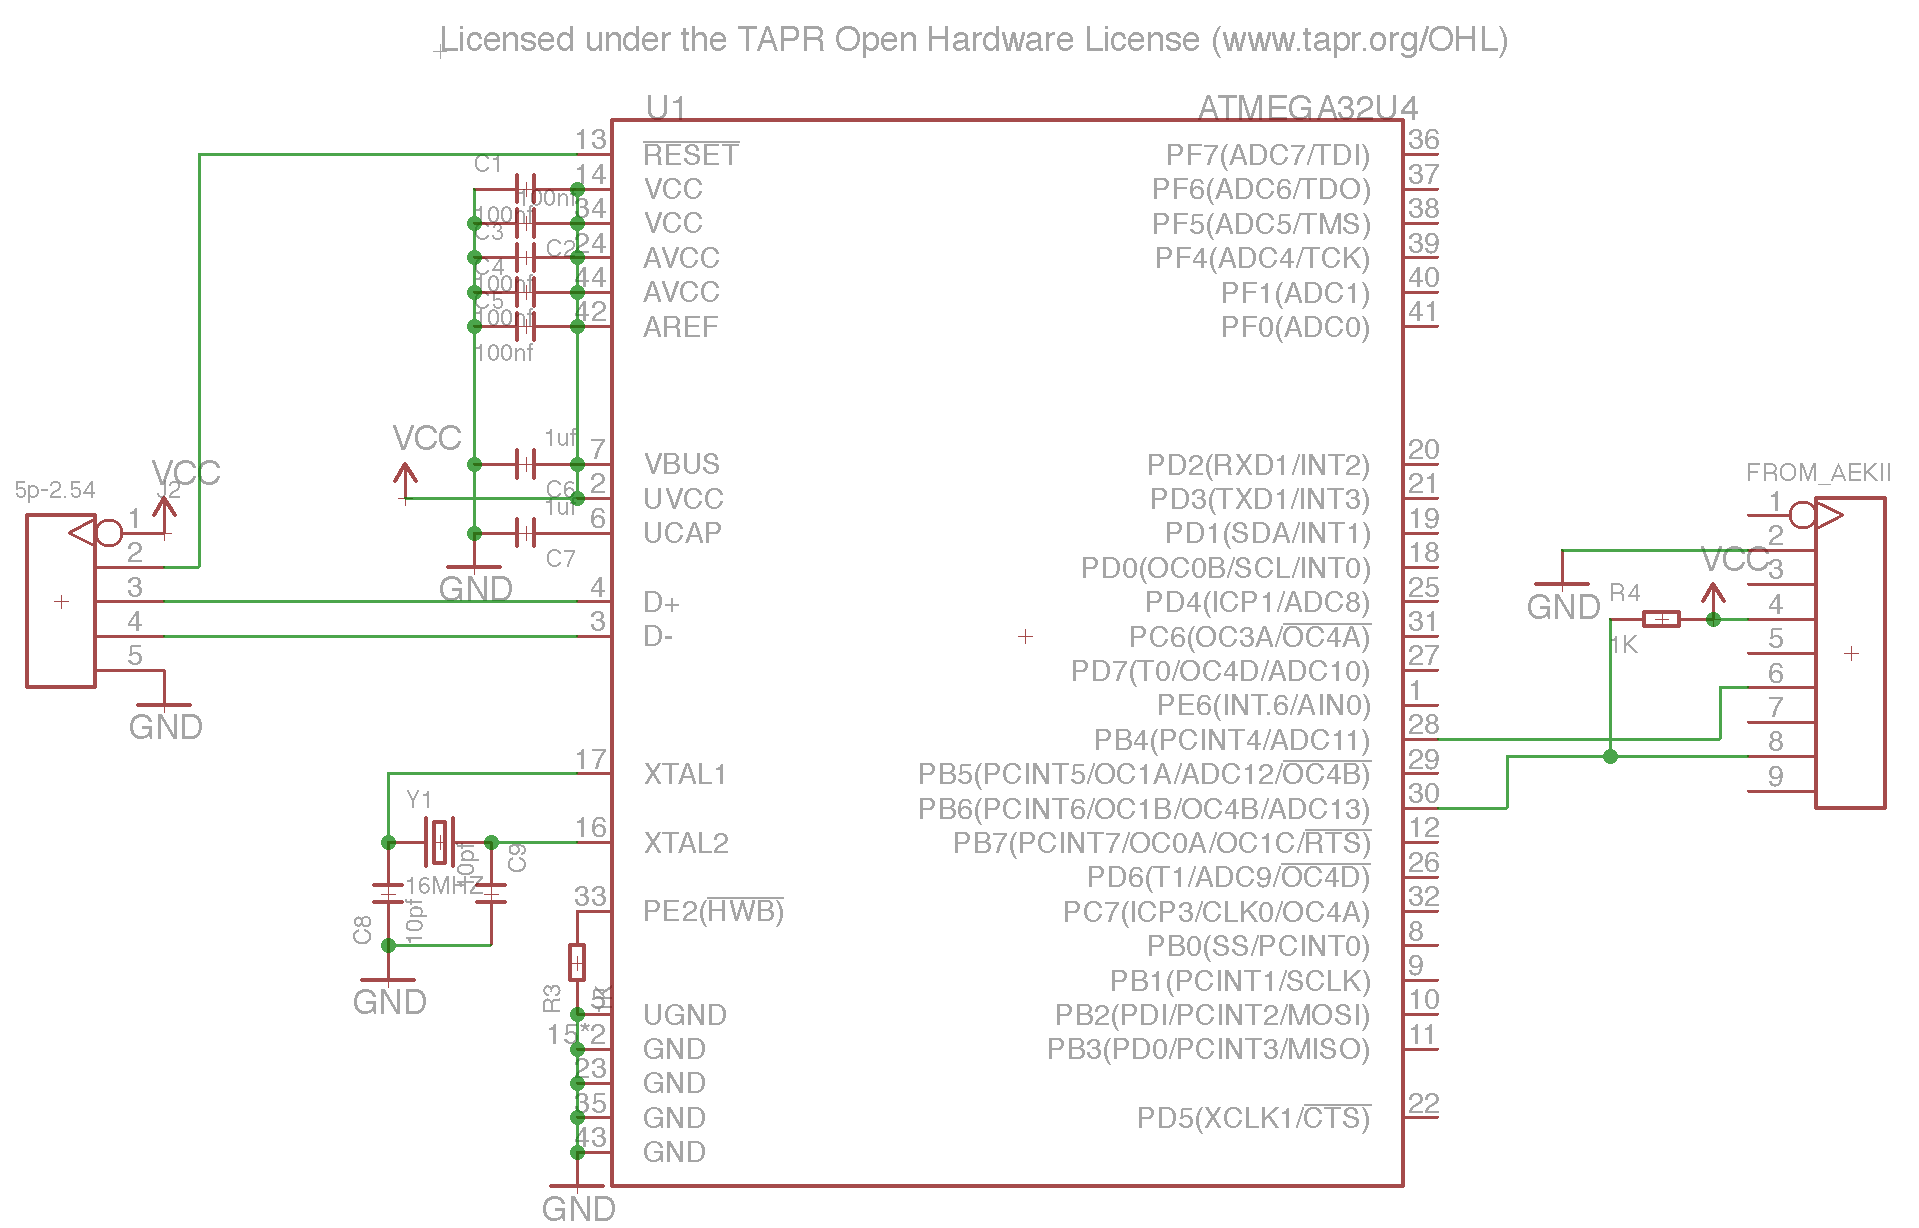 Licensed under the TAPR Open Hardware License (www.tapr.org/OHL)
U1
ATMEGA32U4
13
RESET
14
VCC
34
VCC
24
AVCC
44
AVCC
42
AREF
7
VBUS
2
UVCC
6
UCAP
4
D+
3
D-
17
XTAL1
16
XTAL2
33
PE2(HWB)
5
UGND
15*2
GND
23
GND
35
GND
43
GND
GND
C1
100nf
100nf
C3
C2
C4
100nf
C5
100nf
100nf
1uf
C6
1uf
C7
VCC
GND
VCC
J2
5p-2.54
1
2
3
4
5
GND
Y1
16MHZ
C8
10pf
C9
GND
R3
PF7(ADC7/TDI)
36
PF6(ADC6/TDO)
37
PF5(ADC5/TMS)
38
PF4(ADC4/TCK)
39
PF1(ADC1)
40
PF0(ADC0)
41
PD2(RXD1/INT2)
20
PD3(TXD1/INT3)
21
PD1(SDA/INT1)
19
PD0(OC0B/SCL/INT0)
18
PD4(ICP1/ADC8)
25
PC6(OC3A/OC4A)
31
PD7(T0/OC4D/ADC10)
27
PE6(INT.6/AIN0)
1
PB4(PCINT4/ADC11)
28
PB5(PCINT5/OC1A/ADC12/OC4B)
29
PB6(PCINT6/OC1B/OC4B/ADC13)
30
PB7(PCINT7/OC0A/OC1C/RTS)
12
PD6(T1/ADC9/OC4D)
26
PC7(ICP3/CLK0/OC4A)
32
PB0(SS/PCINT0)
8
PB1(PCINT1/SCLK)
9
PB2(PDI/PCINT2/MOSI)
10
PB3(PD0/PCINT3/MISO)
11
PD5(XCLK1/CTS)
22
FROM_AEKII
1
2
3
4
5
6
7
8
9
VCC
GND
R4
1K